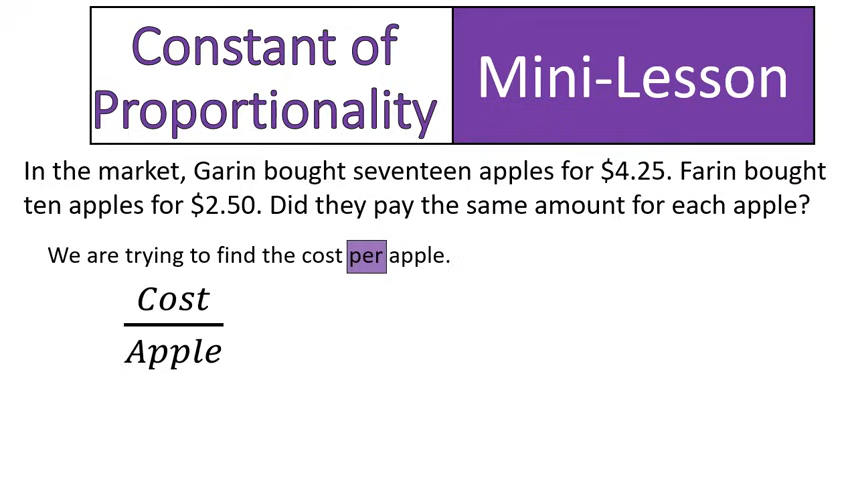 Constant of
Proportionality
Mini-Lesson
In the market, Garin bought seventeen apples for $4.25. Farin bought
ten apples for $2.50. Did they pay the same amount for each apple?
We are trying to find the cost per apple.
Cost
Apple